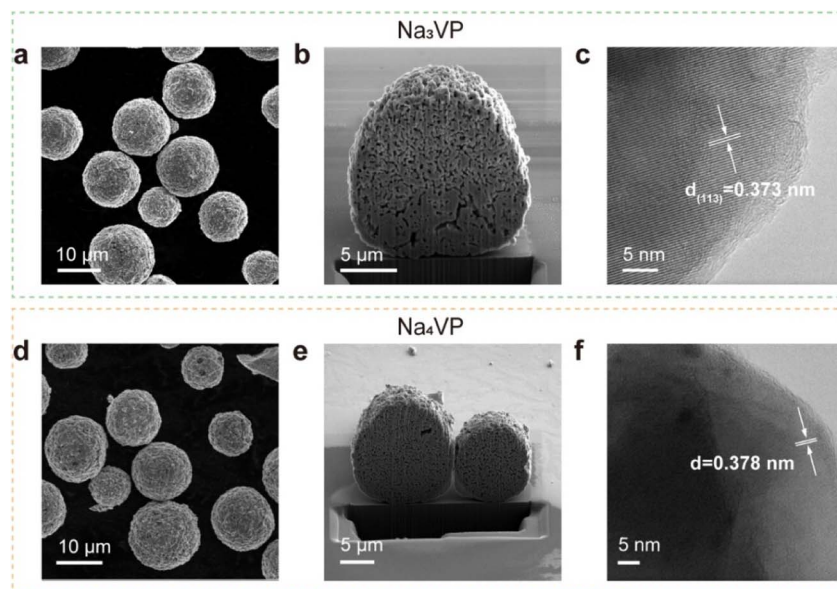 Na₃VP
a
b
c
d₍₁₁₃₎=0.373 nm
10 µm
5 µm
5 nm
Na₄VP
d
e
f
d=0.378 nm
10 µm
5 µm
5 nm